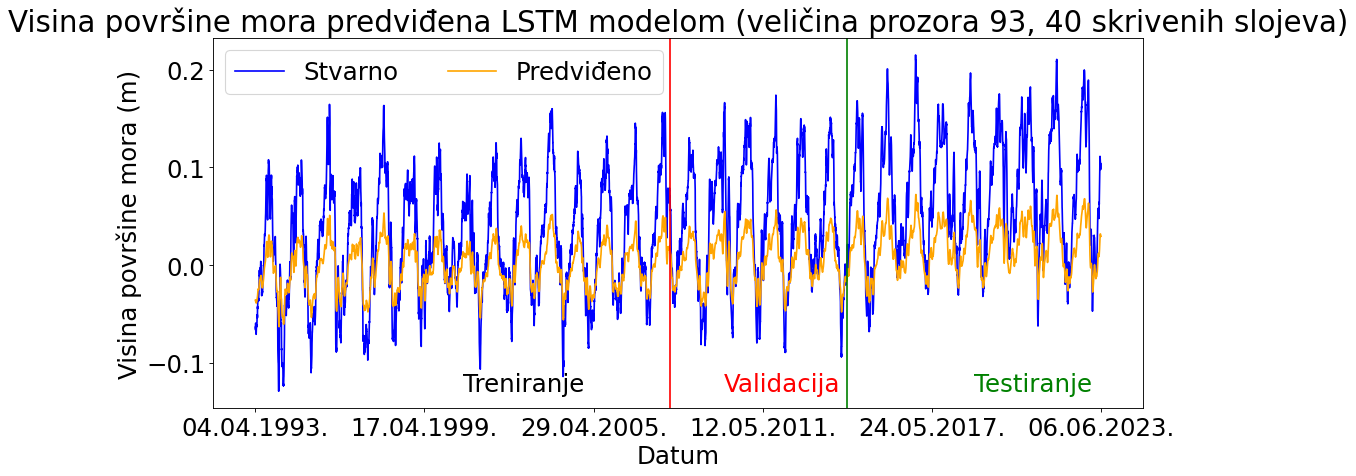 Visina površine mora predviđena LSTM modelom (veličina prozora 93, 40 skrivenih slojeva)
Stvarno Predviđeno
Visina površine mora (m)
0.2
0.1
0.0
−0.1
Treniranje Validacija Testiranje
04.04.1993. 17.04.1999. 29.04.2005. 12.05.2011. 24.05.2017. 06.06.2023.
Datum